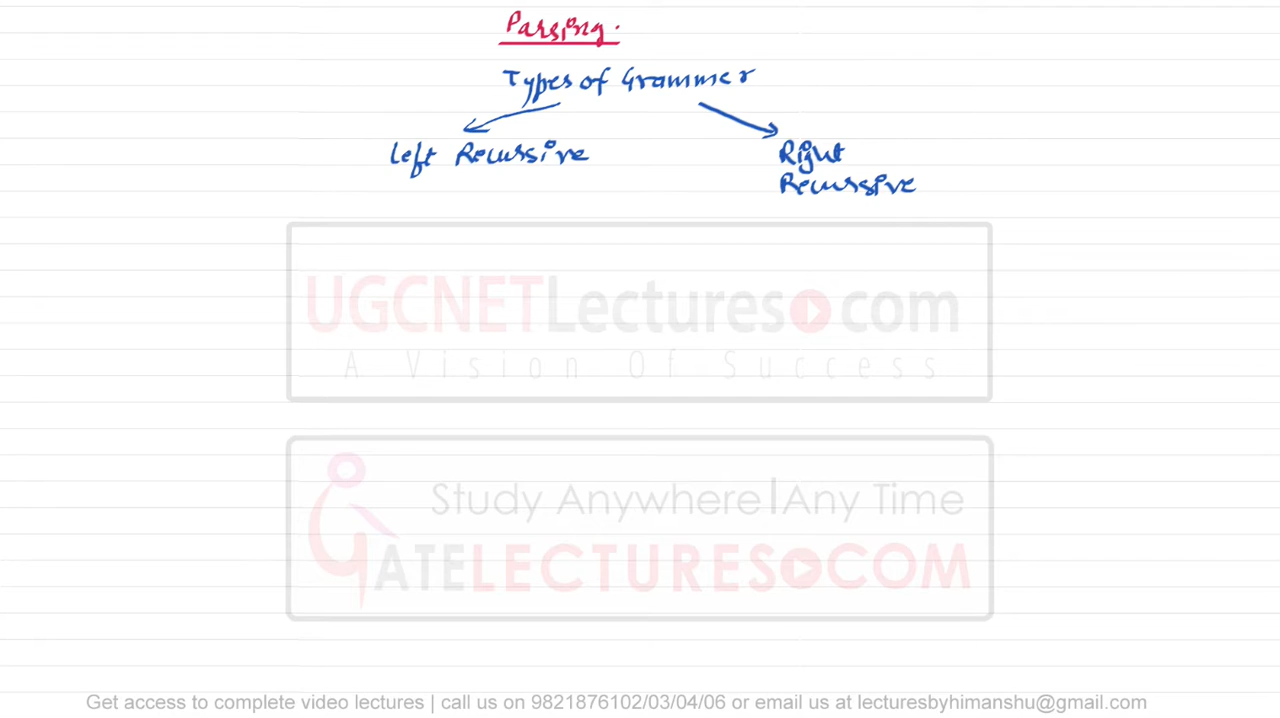 Parsing.
Types of Grammer
Left Recursive
Right
Recursive
UGCNETLectures.com
A Vision Of Success
Study Anywhere|Any Time
GATELECTURES.COM
Get access to complete video lectures | call us on 9821876102/03/04/06 or email us at lecturesbyhimanshu@gmail.com